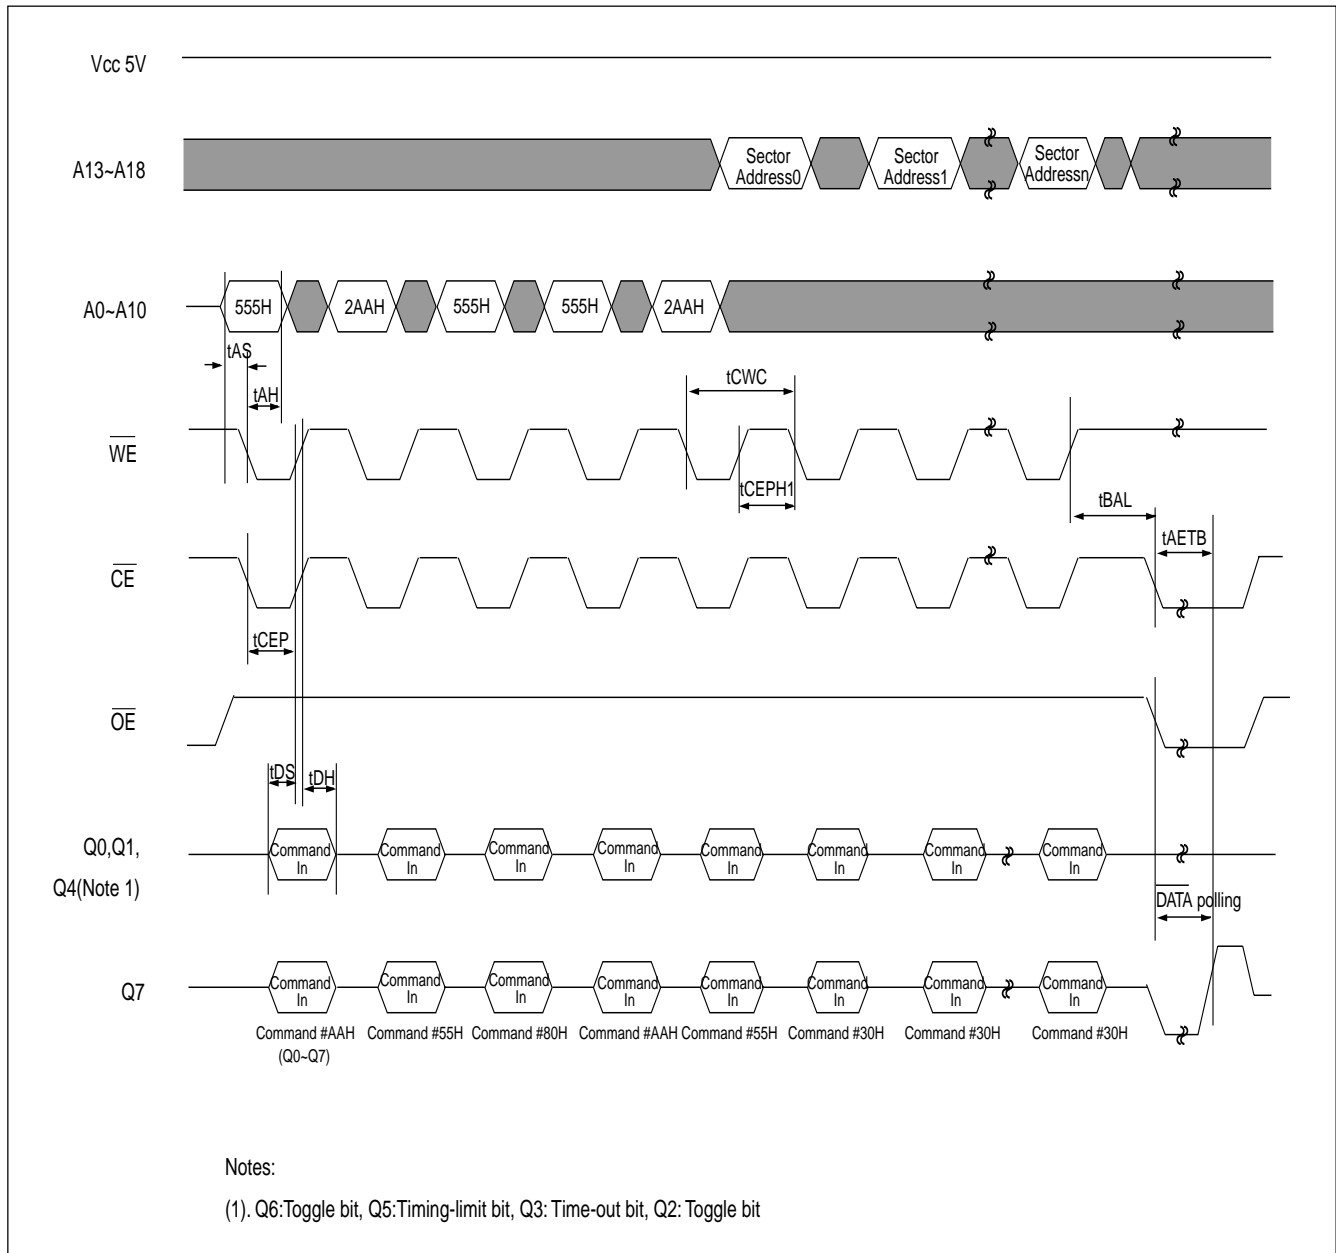 Vcc 5V
A13~A18
Sector
Address0
Sector
Address1
Sector
Addressn
A0~A10
555H
2AAH
555H
555H
2AAH
tAS
tAH
tCWC
WE
tCEPH1
tBAL
tAETB
CE
tCEP
OE
tDS
tDH
Q0,Q1,
Q4(Note 1)
Command
In
Command
In
Command
In
Command
In
Command
In
Command
In
Command
In
Command
In
DATA polling
Q7
Command
In
Command
In
Command
In
Command
In
Command
In
Command
In
Command
In
Command
In
Command #AAH
(Q0~Q7)
Command #55H
Command #80H
Command #AAH
Command #55H
Command #30H
Command #30H
Command #30H
Notes:
(1). Q6:Toggle bit, Q5:Timing-limit bit, Q3: Time-out bit, Q2: Toggle bit